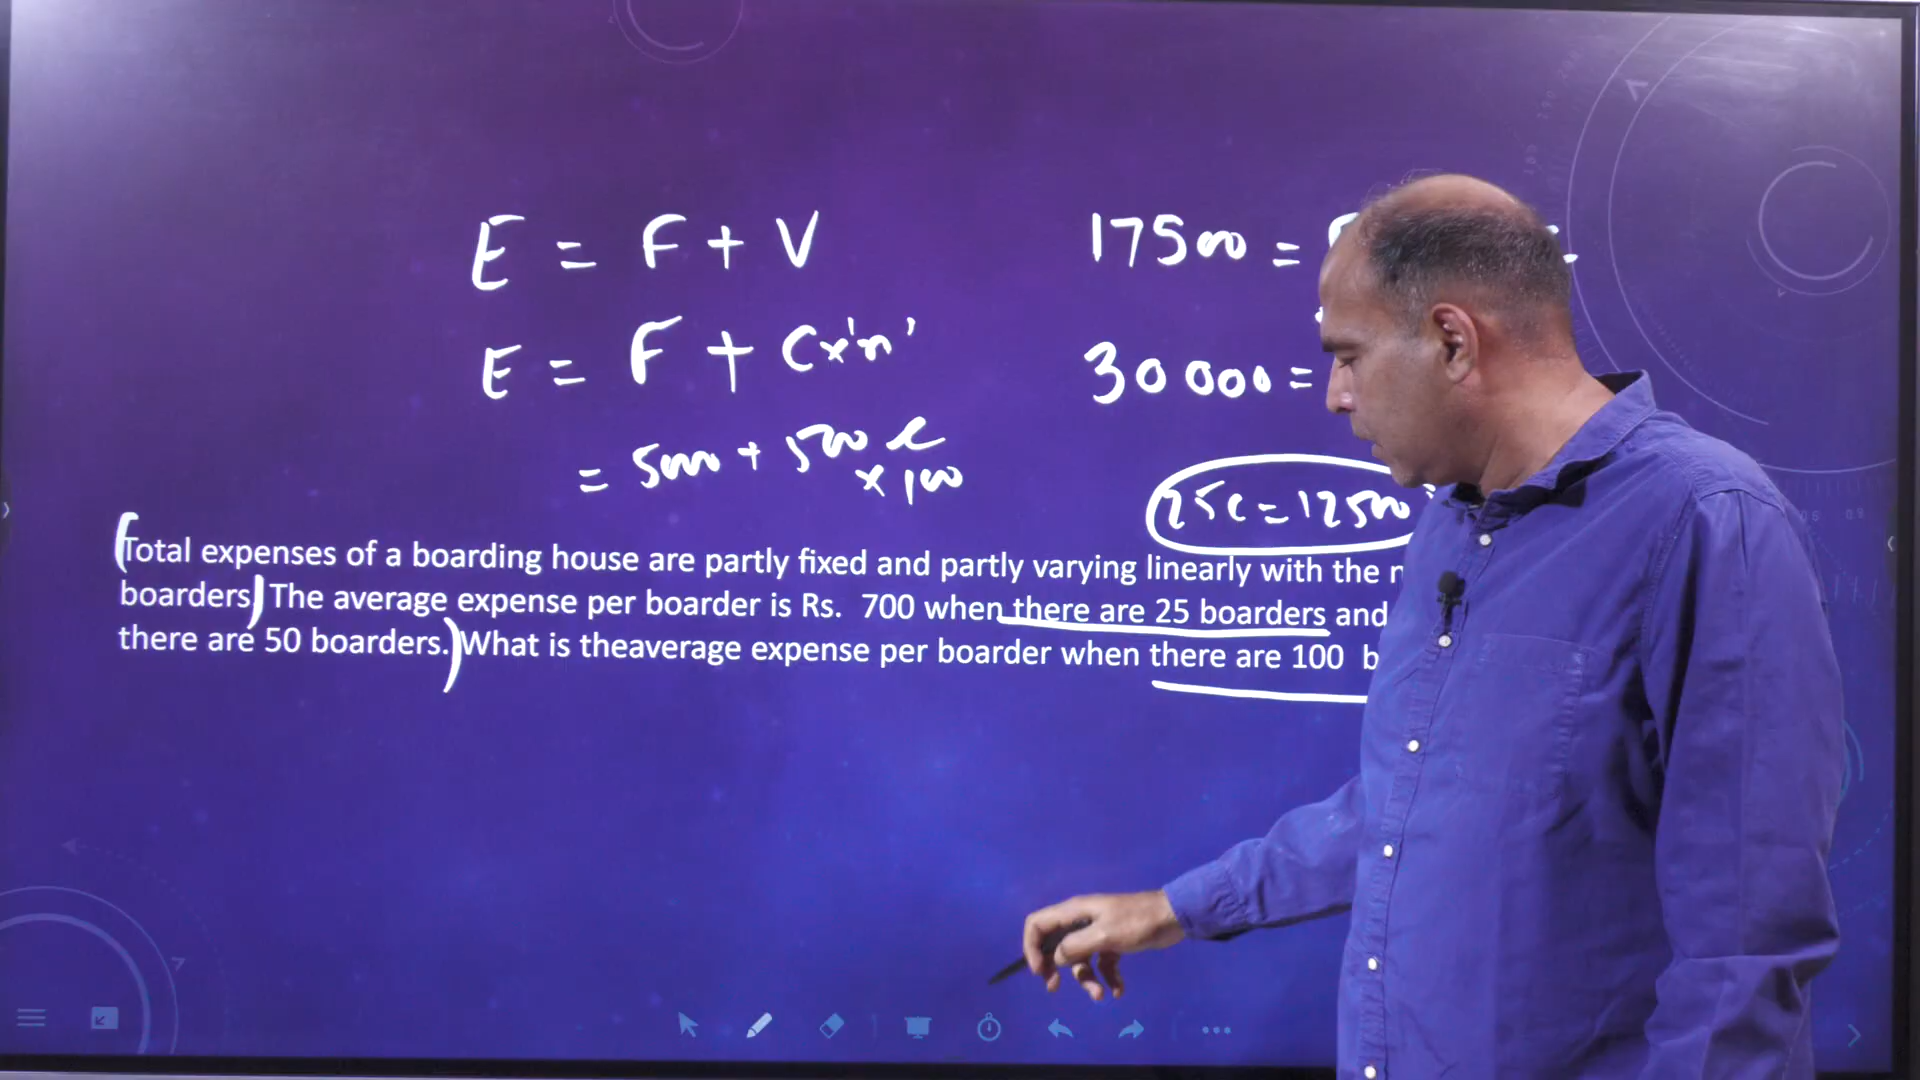 E = F + V
E = F + C x 'n'
= 5000 + 500
x 100
17500 =
30000 =
25c = 12500
Total expenses of a boarding house are partly fixed and partly varying linearly with the
boarders. The average expense per boarder is Rs. 700 when there are 25 boarders and
there are 50 boarders. What is theaverage expense per boarder when there are 100